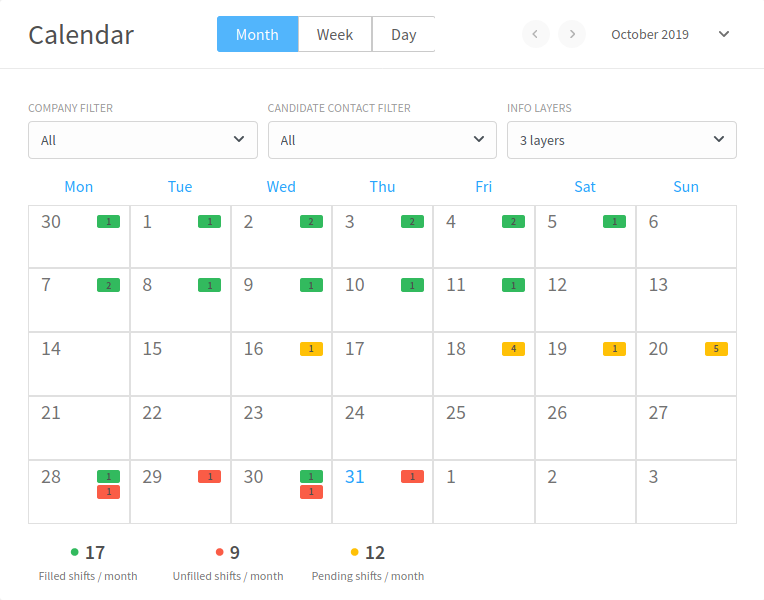 Calendar Month Week Day October 2019
COMPANY FILTER CANDIDATE CONTACT FILTER INFO LAYERS
All All 3 layers
Mon Tue Wed Thu Fri Sat Sun
30 1 1 1 2 2 3 2 4 2 5 1 6
7 2 8 1 9 1 10 1 11 1 12 13
14 15 16 1 17 18 4 19 1 20 5
21 22 23 24 25 26 27
28 1 29 1 30 1 31 1 1 2 3
1 1
17 9 12
Filled shifts / month Unfilled shifts / month Pending shifts / month